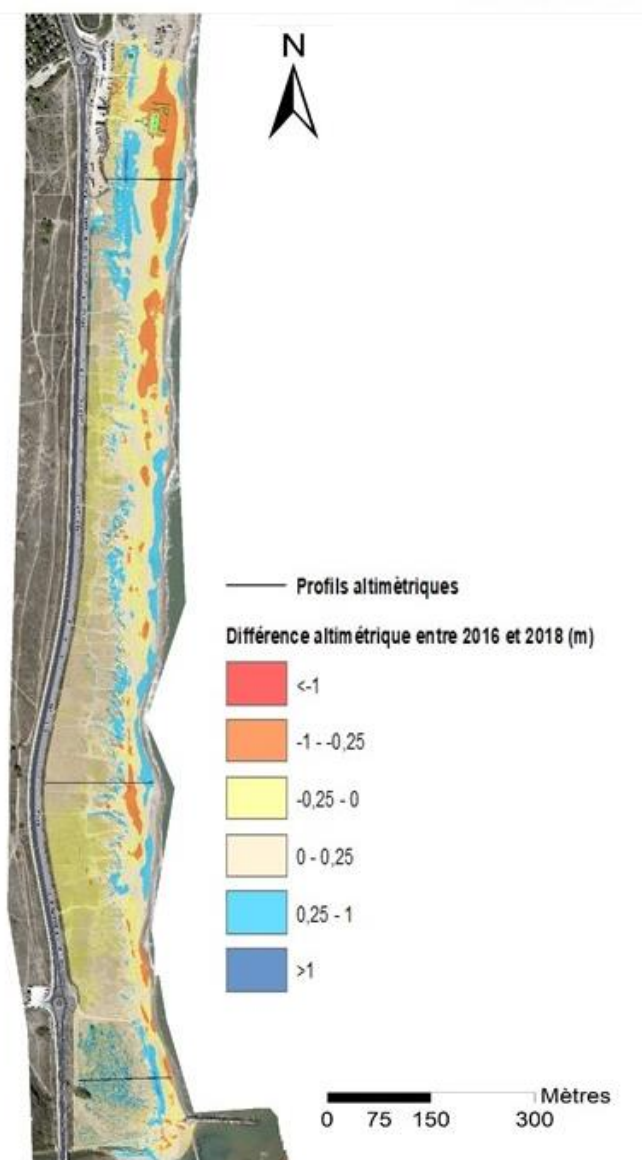 N
Profils altimètriques
Différence altimétrique entre 2016 et 2018 (m)
<-1
-1 - -0,25
-0,25 - 0
0 - 0,25
0,25 - 1
>1
Mètres
0 75 150 300